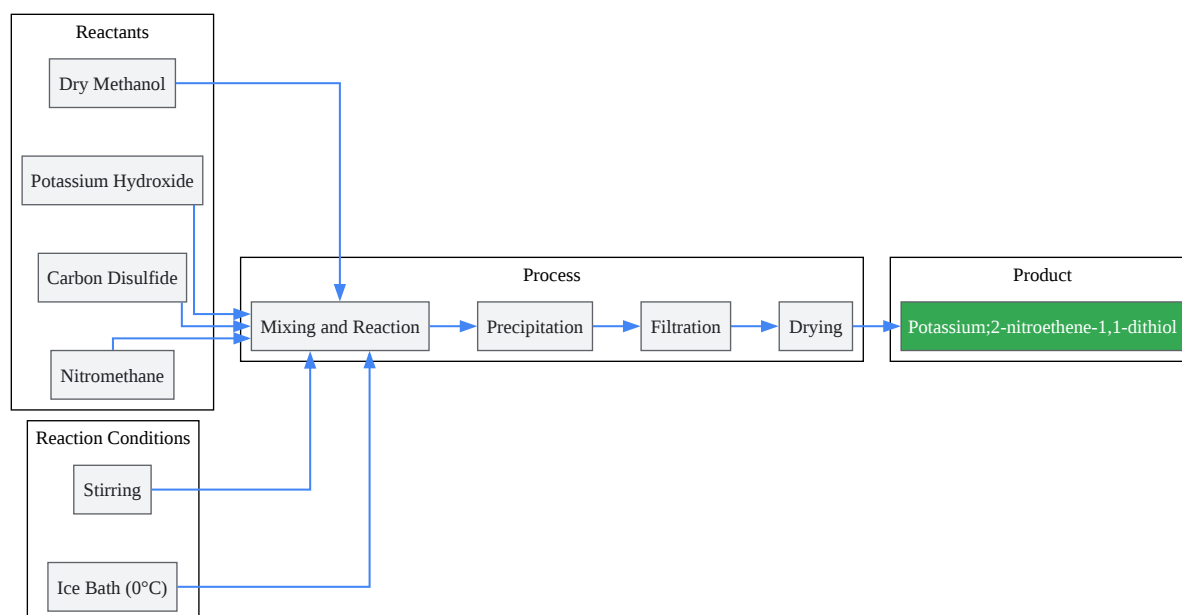 Reactants
Dry Methanol
Potassium Hydroxide
Carbon Disulfide
Nitromethane
Reaction Conditions
Stirring
Ice Bath (0°C)
Process
Mixing and Reaction
Precipitation
Filtration
Drying
Product
Potassium;2-nitroethene-1,1-dithiol